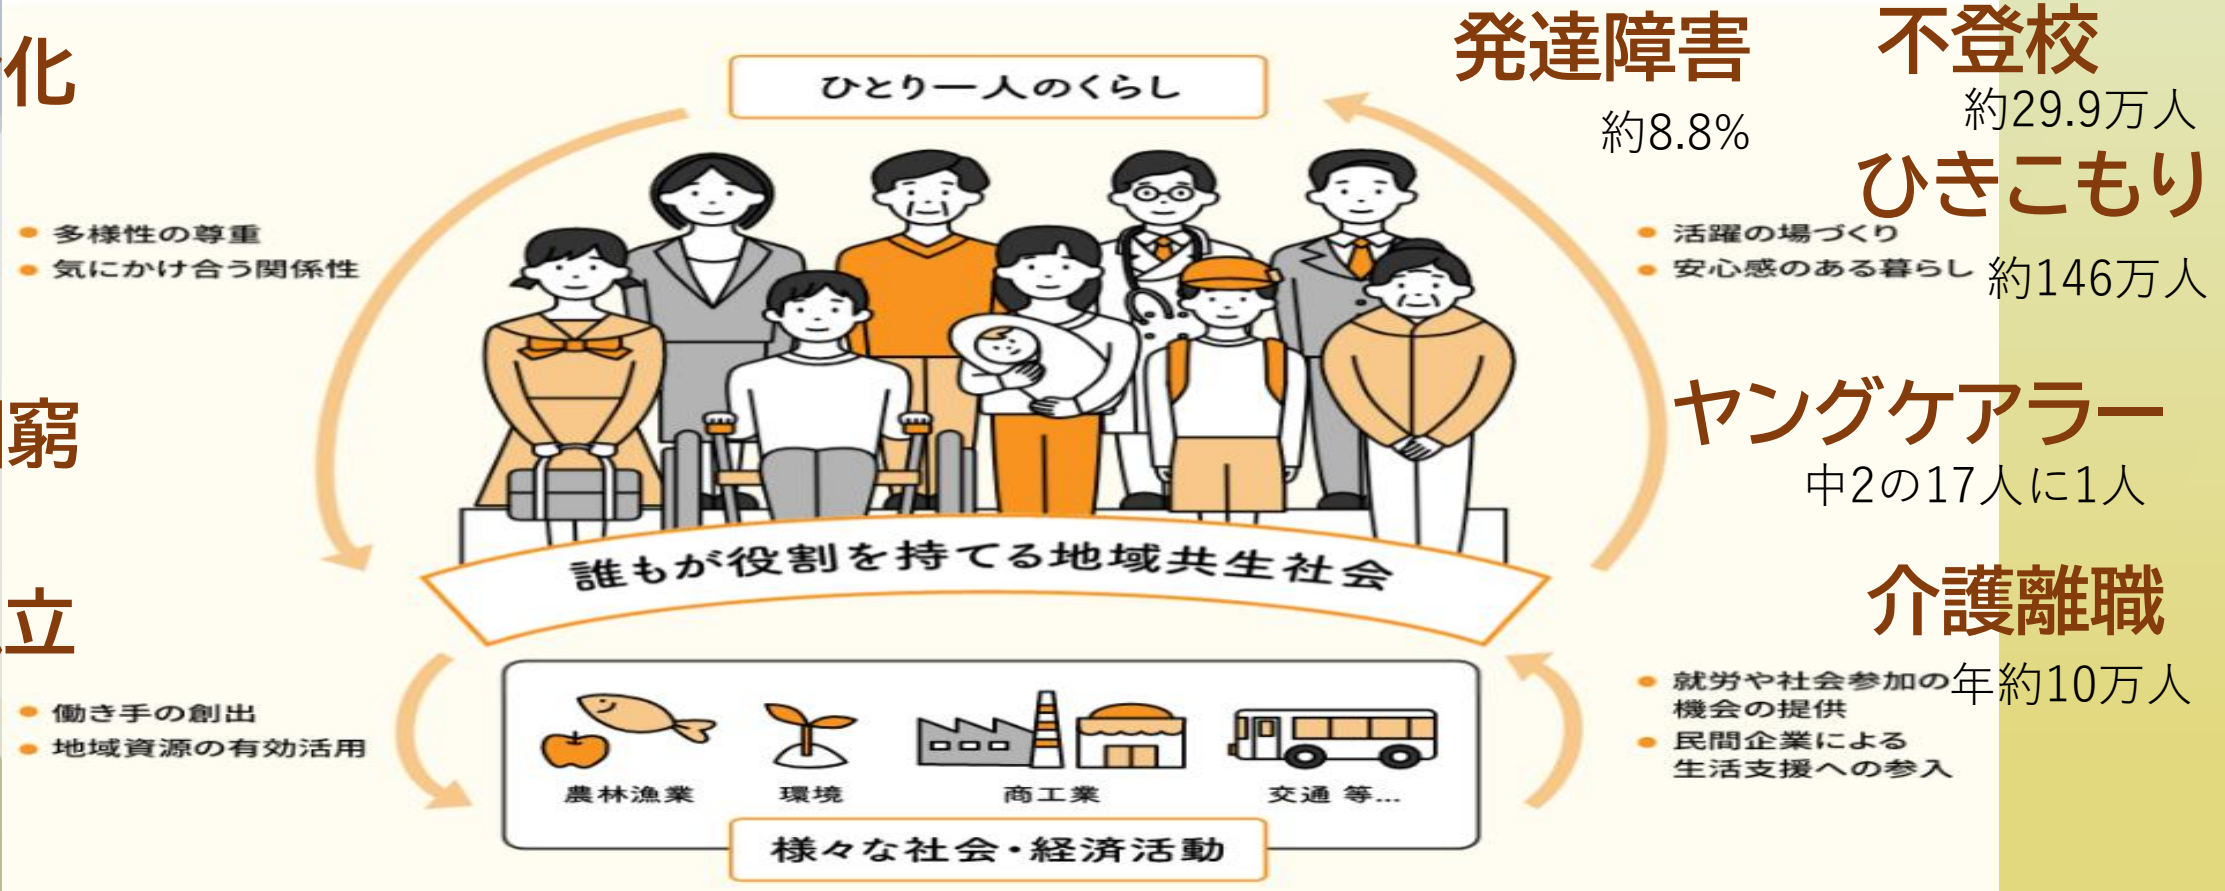 化
窮
立
発達障害
約8.8%
不登校
約29.9万人
ひきこもり
約146万人
ヤングケアラー
中2の17人に1人
介護離職
年約10万人
ひとり一人のくらし
多様性の尊重
気にかけ合う関係性
活躍の場づくり
安心感のある暮らし
誰もが役割を持てる地域共生社会
働き手の創出
地域資源の有効活用
就労や社会参加の
機会の提供
民間企業による
生活支援への参入
農林漁業
環境
商工業
交通 等...
様々な社会・経済活動